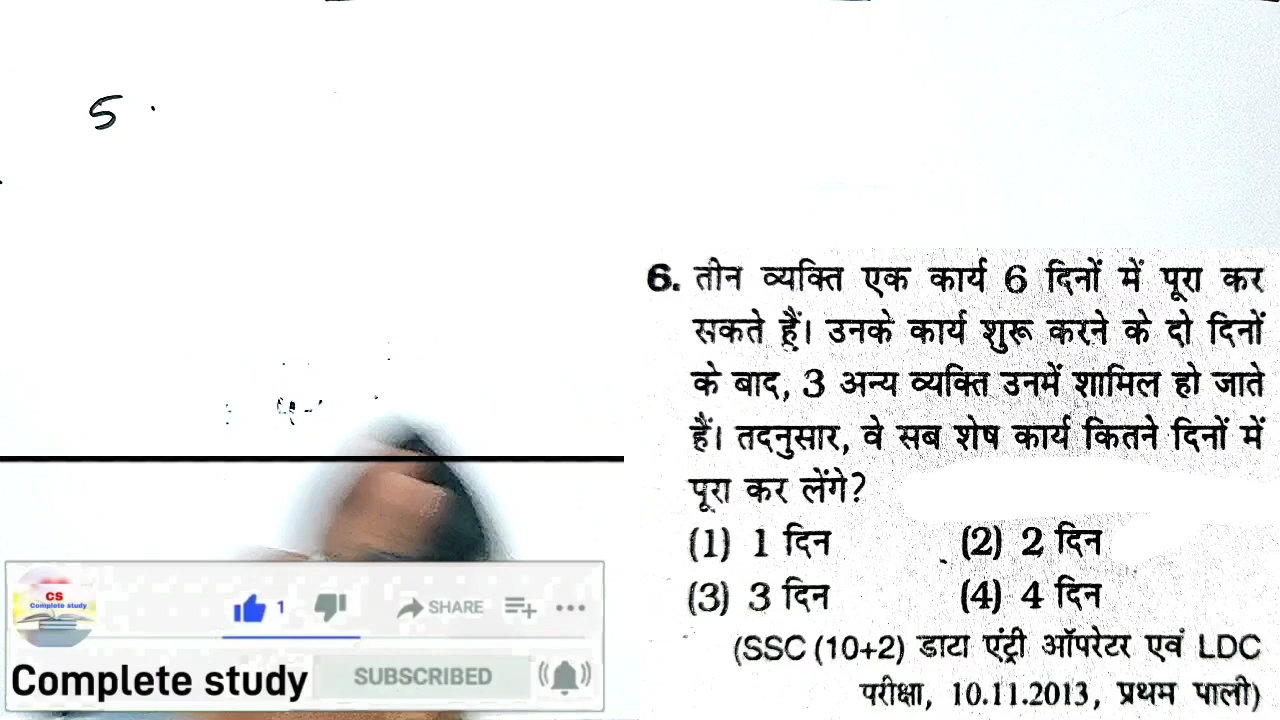 5
6. तीन व्यक्ति एक कार्य 6 दिनों में पूरा कर
सकते हैं। उनके कार्य शुरू करने के दो दिनों
के बाद, 3 अन्य व्यक्ति उनमें शामिल हो जाते
हैं। तदनुसार, वे सब शेष कार्य कितने दिनों में
पूरा कर लेंगे?
(1) 1 दिन (2) 2 दिन
(3) 3 दिन (4) 4 दिन
(SSC (10+2) डाटा एंट्री ऑपरेटर एवं LDC
परीक्षा, 10.11.2013, प्रथम पाली)
CS
Complete study
1 SHARE
Complete study SUBSCRIBED